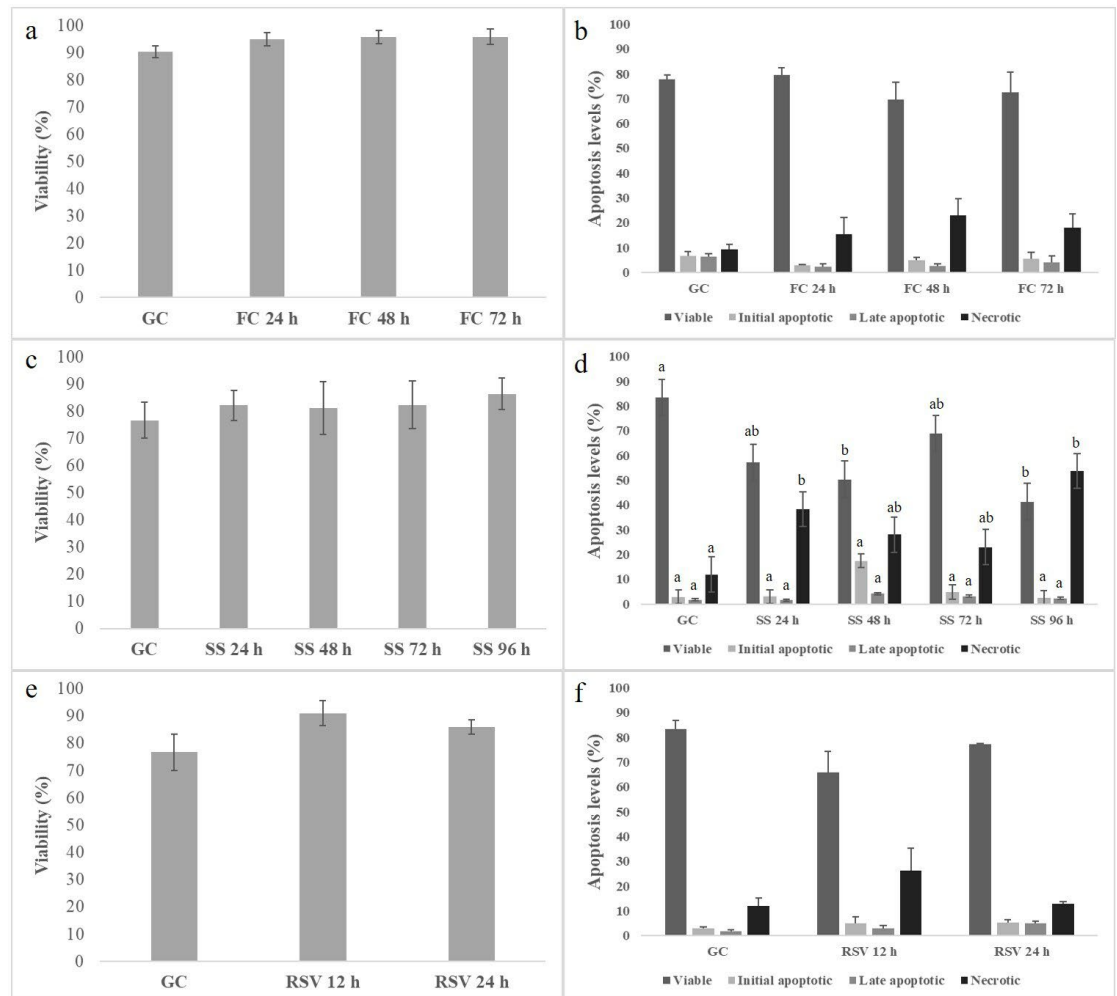 a
Viability (%)
100
90
80
70
60
50
40
30
20
10
0
GC FC 24 h FC 48 h FC 72 h
b
Apoptosis levels (%)
100
90
80
70
60
50
40
30
20
10
0
GC FC 24 h FC 48 h FC 72 h
Viable Initial apoptotic Late apoptotic Necrotic
c
Viability (%)
100
90
80
70
60
50
40
30
20
10
0
GC SS 24 h SS 48 h SS 72 h SS 96 h
d
Apoptosis levels (%)
100
90
80
70
60
50
40
30
20
10
0
a a a a
ab a a b
b a a ab
ab a a ab
b a a b
GC SS 24 h SS 48 h SS 72 h SS 96 h
Viable Initial apoptotic Late apoptotic Necrotic
e
Viability (%)
100
90
80
70
60
50
40
30
20
10
0
GC RSV 12 h RSV 24 h
f
Apoptosis levels (%)
100
90
80
70
60
50
40
30
20
10
0
GC RSV 12 h RSV 24 h
Viable Initial apoptotic Late apoptotic Necrotic